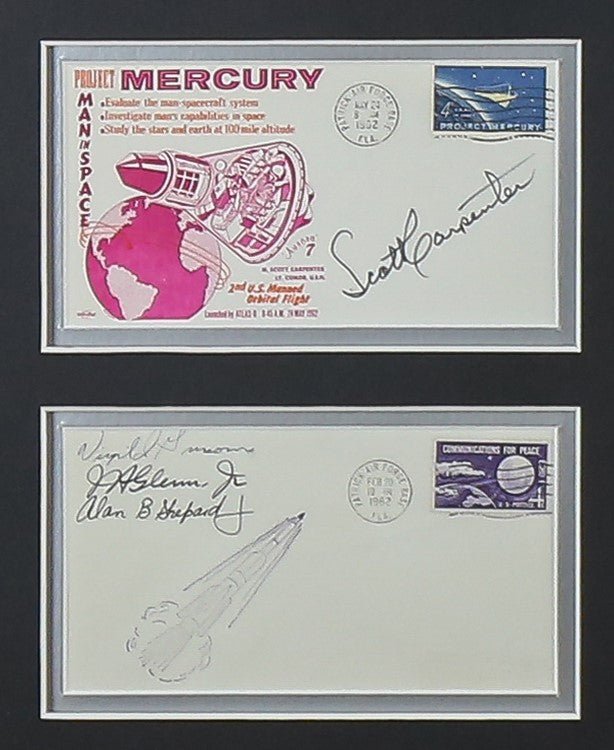 PROJECT MERCURY
MAN IN SPACE
•Evaluate the man-spacecraft system
•Investigate man's capabilities in space
•Study the stars and earth at 100 mile altitude
Aurora 7
M. SCOTT CARPENTER
LT. COMDR, U.S.N.
2nd U.S. Manned
Orbital Flight
Launched by ATLAS D 8:45 A.M. 24 MAY 1962
PATRICK AIR FORCE BASE
MAY 24
8 AM
1962
FLA.
4¢
PROJECT MERCURY
Scott Carpenter
Virgil I. Grissom
J H Glenn Jr
Alan B Shepard Jr
PATRICK AIR FORCE BASE
FEB 20
1962
FLA.
COMMUNICATIONS FOR PEACE
4¢
U.S. POSTAGE